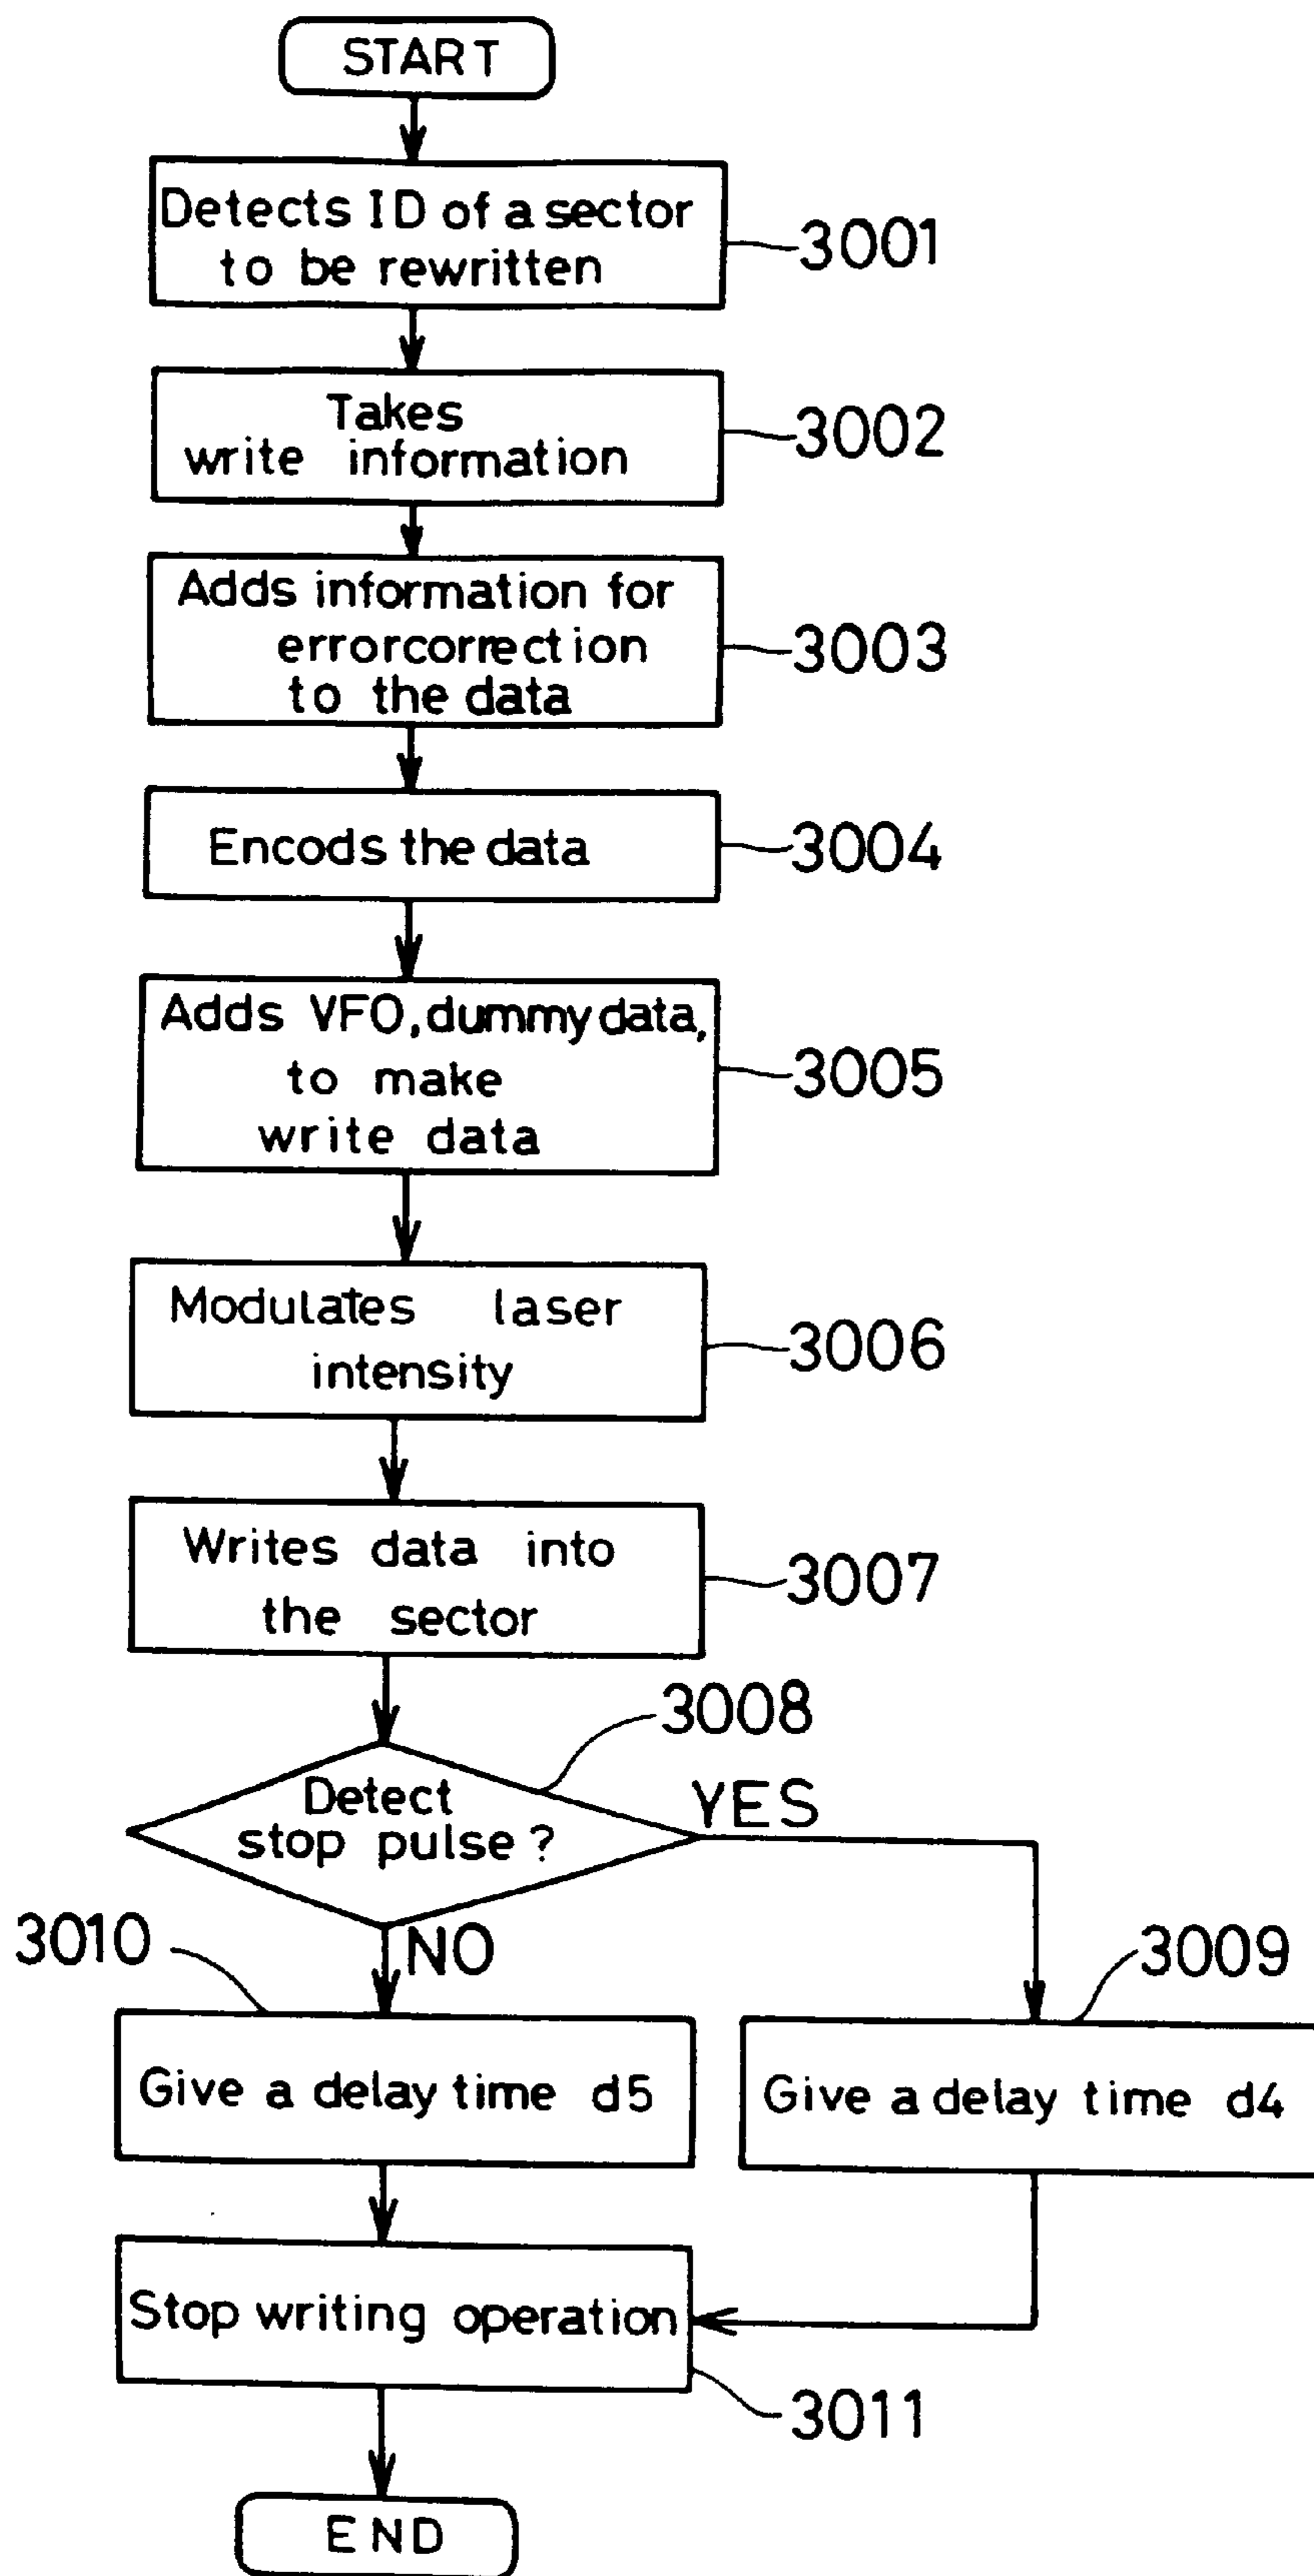 START
Detects ID of a sector
to be rewritten
3001
Takes
write information
3002
Adds information for
errorcorrection
to the data
3003
Encods the data
3004
Adds VFO, dummy data,
to make
write data
3005
Modulates laser
intensity
3006
Writes data into
the sector
3007
3008
Detect
stop pulse ?
YES
NO
3010
3009
Give a delay time d5
Give a delay time d4
Stop writing operation
3011
END